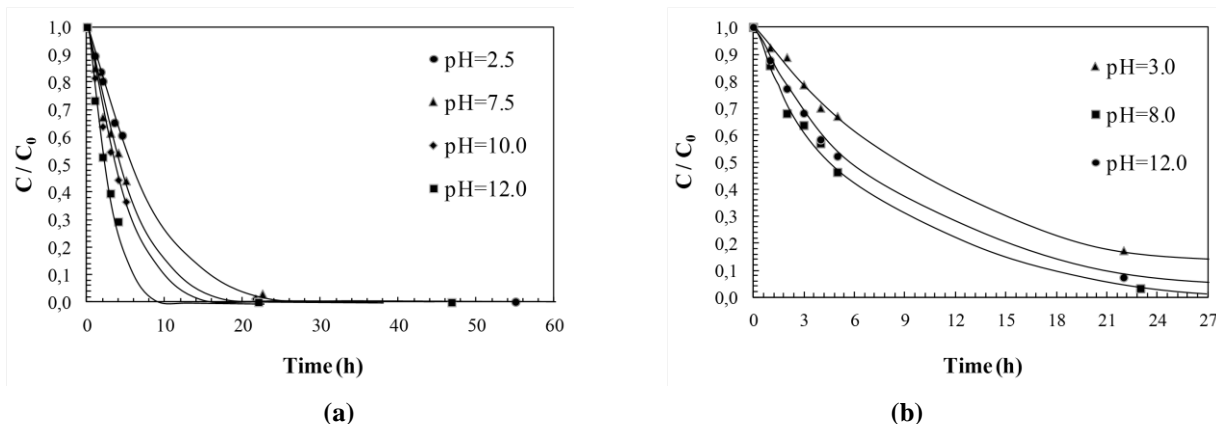 1,0
0,9
0,8
0,7
0,6
0,5
0,4
0,3
0,2
0,1
0,0
C / C₀
0 10 20 30 40 50 60
Time (h)
pH=2.5
pH=7.5
pH=10.0
pH=12.0
(a)
1,0
0,9
0,8
0,7
0,6
0,5
0,4
0,3
0,2
0,1
0,0
C / C₀
0 3 6 9 12 15 18 21 24 27
Time (h)
pH=3.0
pH=8.0
pH=12.0
(b)